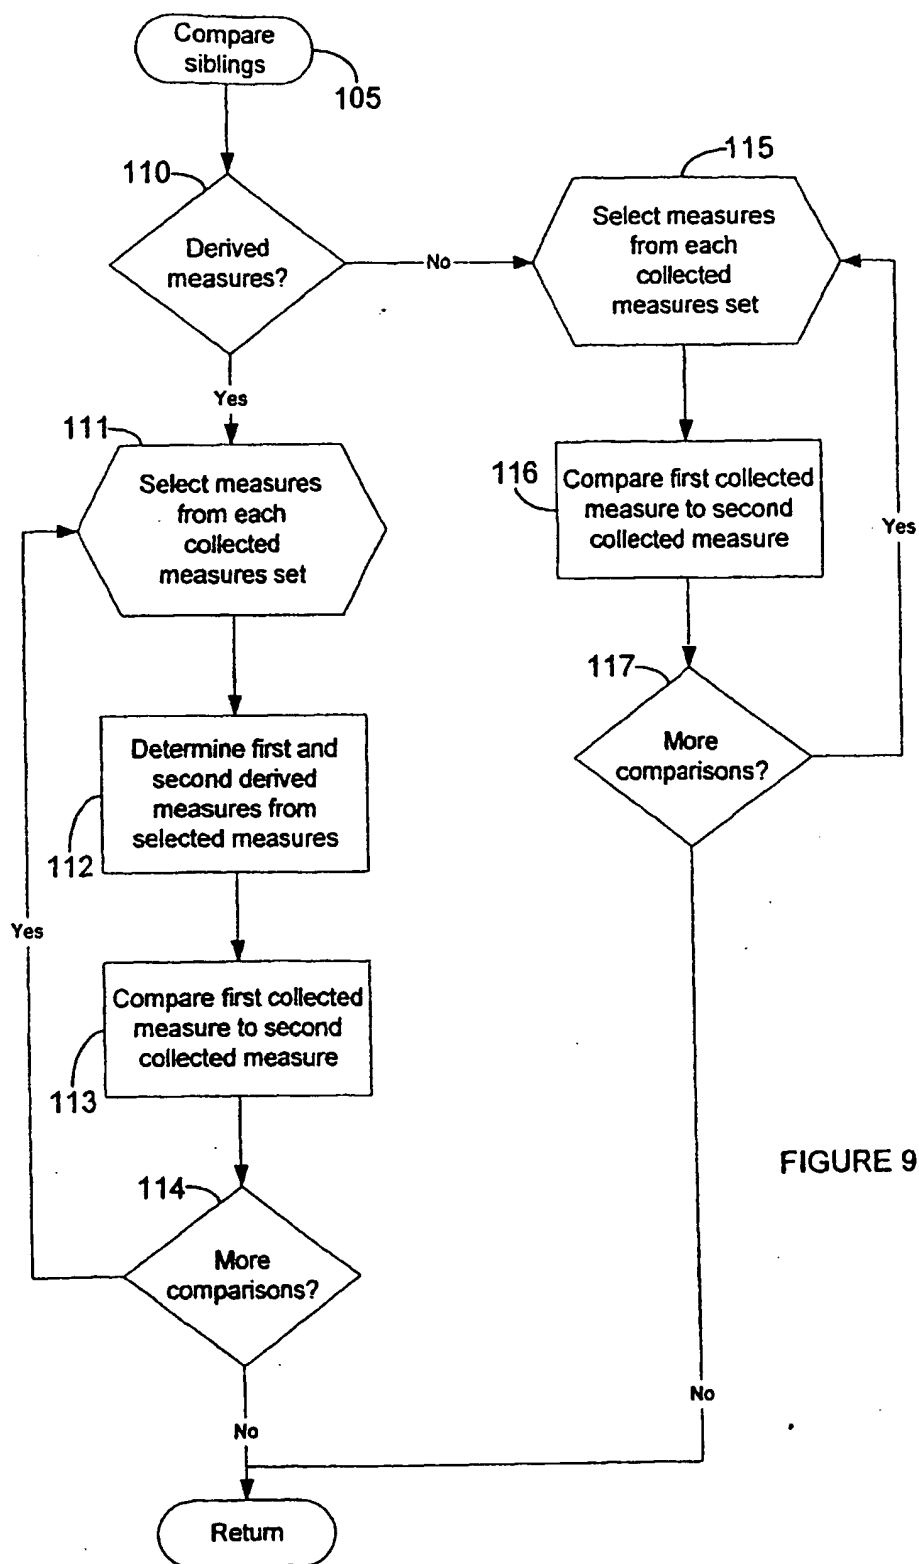 Compare
siblings
105
110
Derived
measures?
No
115
Select measures
from each
collected
measures set
Yes
111
Select measures
from each
collected
measures set
116
Compare first collected
measure to second
collected measure
Yes
117
More
comparisons?
Determine first and
second derived
measures from
selected measures
112
Yes
Compare first collected
measure to second
collected measure
113
FIGURE 9
114
More
comparisons?
No
No
Return